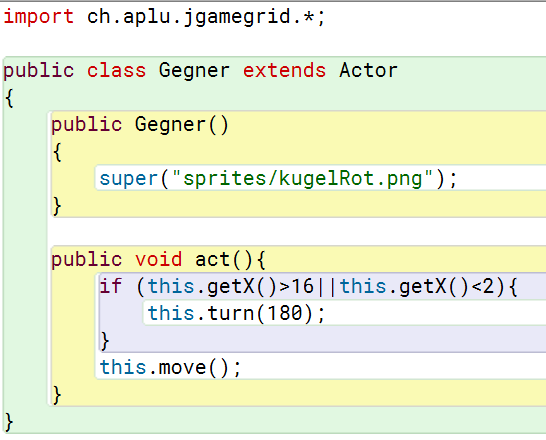 import ch.aplu.jgamegrid.*;
public class Gegner extends Actor
{
public Gegner()
{
super("sprites/kugelRot.png");
}
public void act(){
if (this.getX()>16||this.getX()<2){
this.turn(180);
}
this.move();
}
}